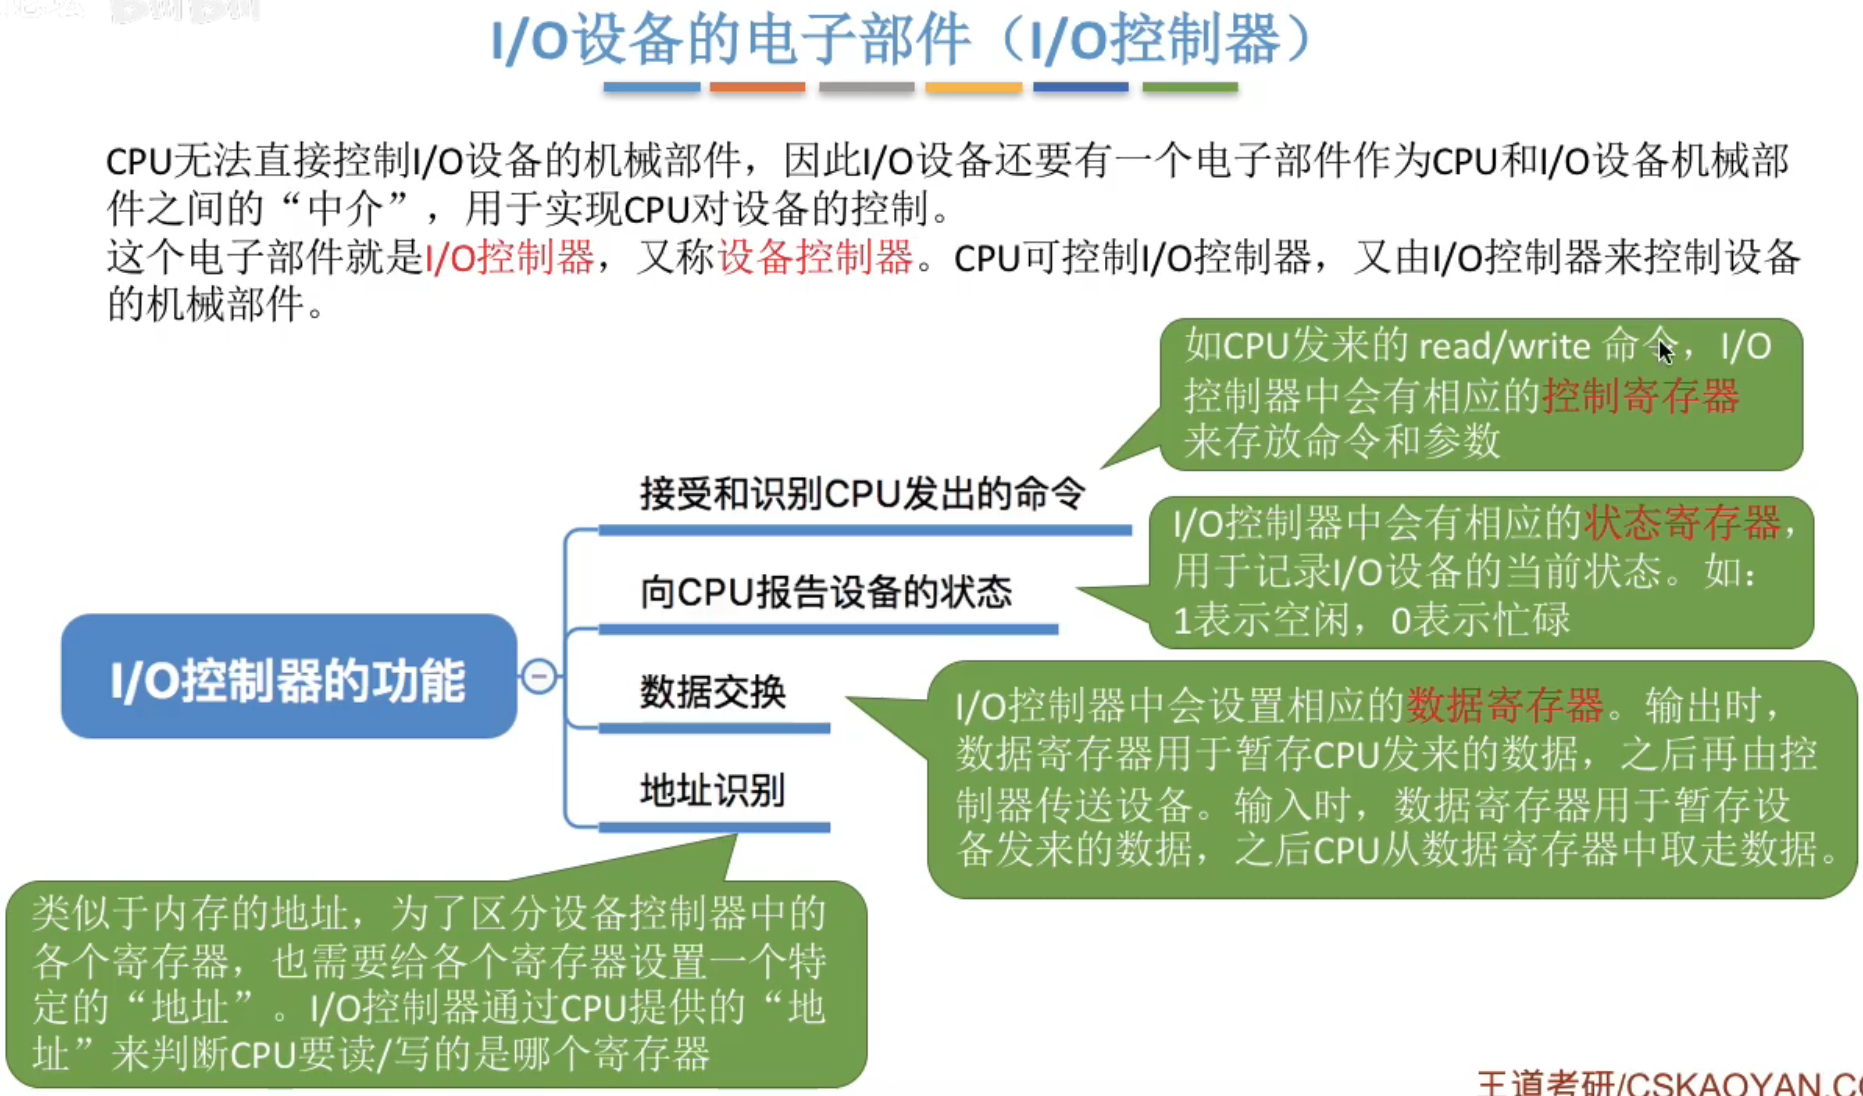 I/O设备的电子部件（I/O控制器）
CPU无法直接控制I/O设备的机械部件，因此I/O设备还要有一个电子部件作为CPU和I/O设备机械部
件之间的“中介”，用于实现CPU对设备的控制。
这个电子部件就是I/O控制器，又称设备控制器。CPU可控制I/O控制器，又由I/O控制器来控制设备
的机械部件。
如CPU发来的 read/write 命令，I/O
控制器中会有相应的控制寄存器
来存放命令和参数
接受和识别CPU发出的命令
I/O控制器中会有相应的状态寄存器，
用于记录I/O设备的当前状态。如：
1表示空闲，0表示忙碌
向CPU报告设备的状态
I/O控制器的功能
数据交换
I/O控制器中会设置相应的数据寄存器。输出时，
数据寄存器用于暂存CPU发来的数据，之后再由控
制器传送设备。输入时，数据寄存器用于暂存设
备发来的数据，之后CPU从数据寄存器中取走数据。
地址识别
类似于内存的地址，为了区分设备控制器中的
各个寄存器，也需要给各个寄存器设置一个特
定的“地址”。I/O控制器通过CPU提供的“地
址”来判断CPU要读/写的是哪个寄存器
王道考研/CSKAOYAN.CO